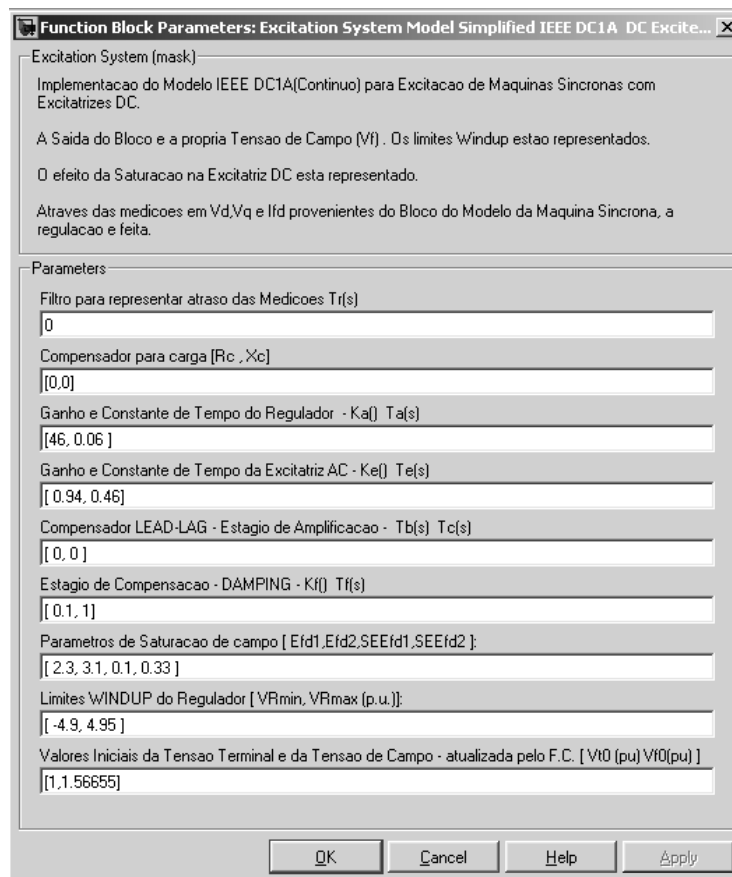 Function Block Parameters: Excitation System Model Simplified IEEE DC1A DC Excite...
Excitation System (mask)
Implementacao do Modelo IEEE DC1A(Continuo) para Excitacao de Maquinas Sincronas com
Excitatrizes DC.
A Saida do Bloco e a propria Tensao de Campo (Vf) . Os limites Windup estao representados.
O efeito da Saturacao na Excitatriz DC esta representado.
Atraves das medicoes em Vd,Vq e Ifd provenientes do Bloco do Modelo da Maquina Sincrona, a
regulacao e feita.
Parameters
Filtro para representar atraso das Medicoes Tr(s)
0
Compensador para carga [Rc , Xc]
[0,0]
Ganho e Constante de Tempo do Regulador - Ka() Ta(s)
[46, 0.06 ]
Ganho e Constante de Tempo da Excitatriz AC - Ke() Te(s)
[ 0.94, 0.46]
Compensador LEAD-LAG - Estagio de Amplificacao - Tb(s) Tc(s)
[ 0, 0 ]
Estagio de Compensacao - DAMPING - Kf() Tf(s)
[ 0.1, 1]
Parametros de Saturacao de campo [ Efd1,Efd2,SEEfd1,SEEfd2 ]:
[ 2.3, 3.1, 0.1, 0.33 ]
Limites WINDUP do Regulador [ VRmin, VRmax (p.u.)]:
[ -4.9, 4.95 ]
Valores Iniciais da Tensao Terminal e da Tensao de Campo - atualizada pelo F.C. [ Vt0 (pu) Vf0(pu) ]
[1,1.56655]
OK Cancel Help Apply